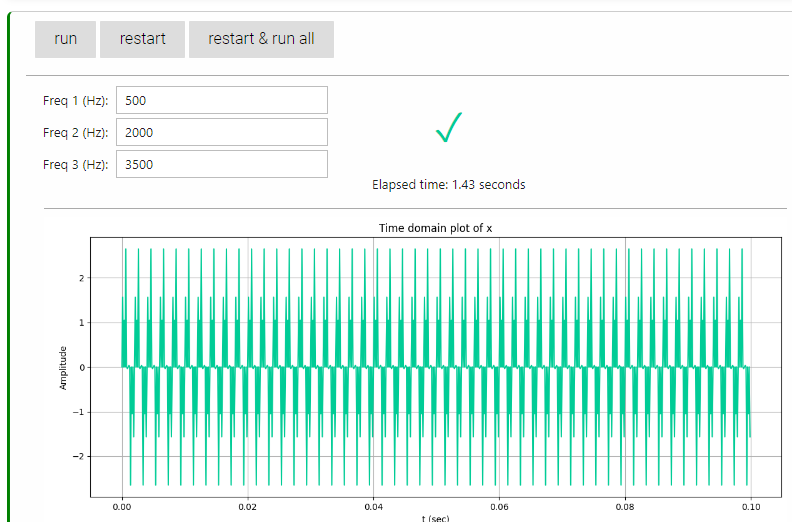 run restart restart & run all
Freq 1 (Hz): 500
Freq 2 (Hz): 2000
Freq 3 (Hz): 3500
Elapsed time: 1.43 seconds
Time domain plot of x
2
1
0
−1
−2
Amplitude
0.00 0.02 0.04 0.06 0.08 0.10
t (sec)